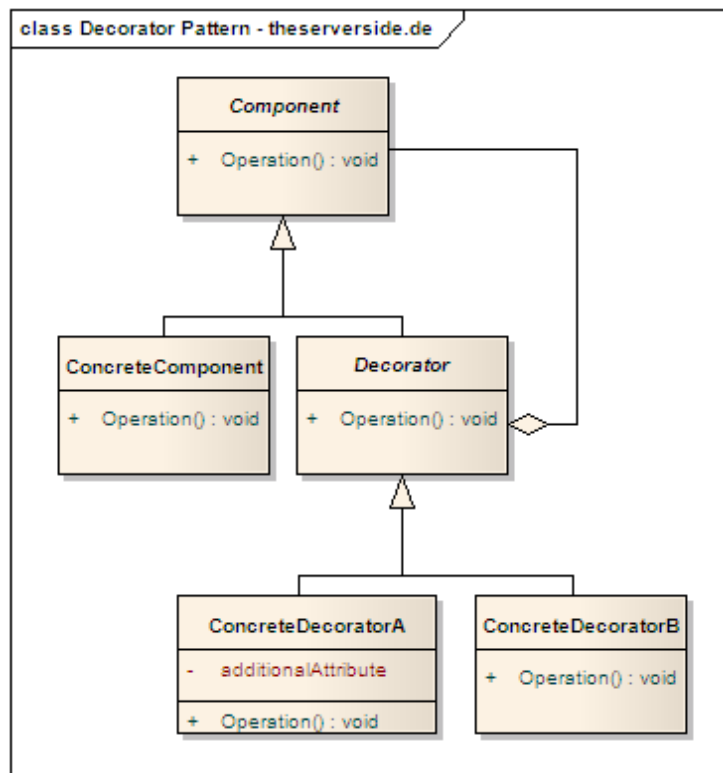 class Decorator Pattern - theserverside.de
Component
+ Operation() : void
ConcreteComponent
+ Operation() : void
Decorator
+ Operation() : void
ConcreteDecoratorA
- additionalAttribute
+ Operation() : void
ConcreteDecoratorB
+ Operation() : void